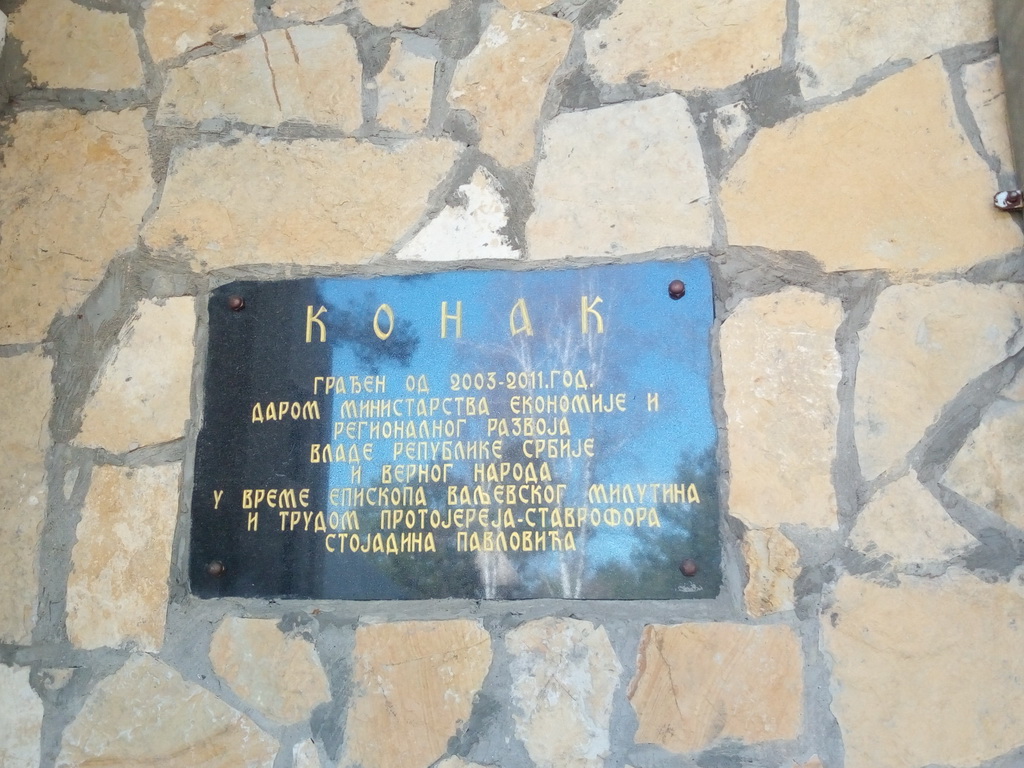 КОНАК
ГРАЂЕН ОД 2003-2011.ГОД.
ДАРОМ МИНИСТАРСТВА ЕКОНОМИЈЕ И
РЕГИОНАЛНОГ РАЗВОЈА
ВЛАДЕ РЕПУБЛИКЕ СРБИЈЕ
И ВЕРНОГ НАРОДА
У ВРЕМЕ ЕПИСКОПА ВАЉЕВСКОГ МИЛУТИНА
И ТРУДОМ ПРОТОЈЕРЕЈА-СТАВРОФОРА
СТОЈАДИНА ПАВЛОВИЋА